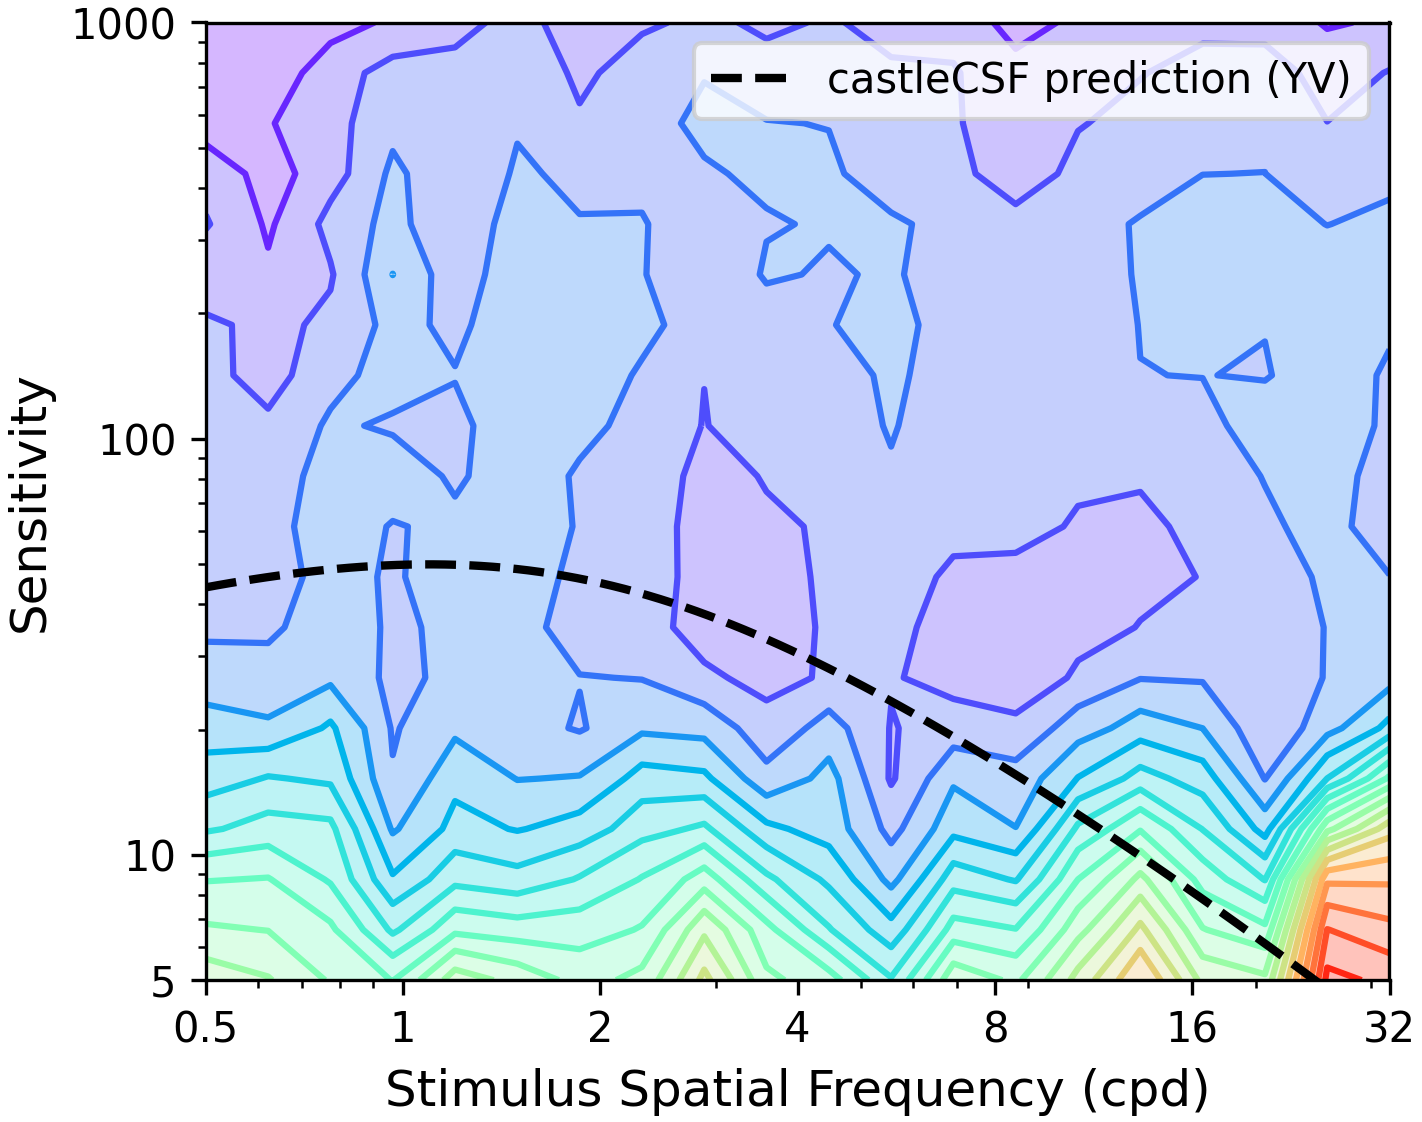 1000
100
10
5
Sensitivity
castleCSF prediction (YV)
0.5 1 2 4 8 16 32
Stimulus Spatial Frequency (cpd)